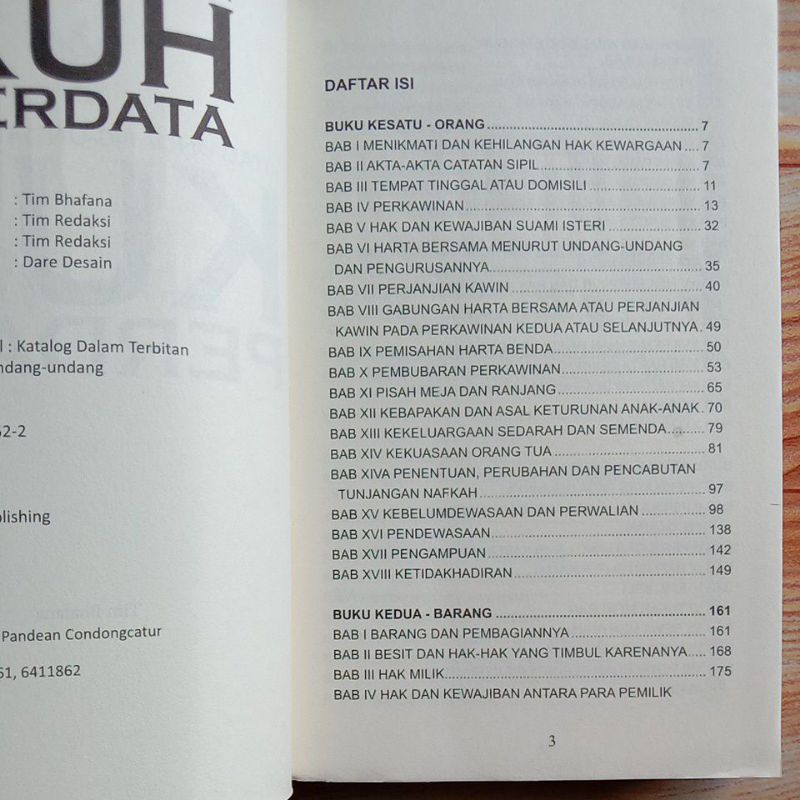 UH
ERDATA
: Tim Bhafana
: Tim Redaksi
: Tim Redaksi
: Dare Desain
: Katalog Dalam Terbitan
ndang-undang
62-2
blishing
Pandean Condongcatur
61, 6411862
DAFTAR ISI
BUKU KESATU - ORANG 7
BAB I MENIKMATI DAN KEHILANGAN HAK KEWARGAAN 7
BAB II AKTA-AKTA CATATAN SIPIL 7
BAB III TEMPAT TINGGAL ATAU DOMISILI 11
BAB IV PERKAWINAN 13
BAB V HAK DAN KEWAJIBAN SUAMI ISTERI 32
BAB VI HARTA BERSAMA MENURUT UNDANG-UNDANG
DAN PENGURUSANNYA 35
BAB VII PERJANJIAN KAWIN 40
BAB VIII GABUNGAN HARTA BERSAMA ATAU PERJANJIAN
KAWIN PADA PERKAWINAN KEDUA ATAU SELANJUTNYA 49
BAB IX PEMISAHAN HARTA BENDA 50
BAB X PEMBUBARAN PERKAWINAN 53
BAB XI PISAH MEJA DAN RANJANG 65
BAB XII KEBAPAKAN DAN ASAL KETURUNAN ANAK-ANAK 70
BAB XIII KEKELUARGAAN SEDARAH DAN SEMENDA 79
BAB XIV KEKUASAAN ORANG TUA 81
BAB XIVA PENENTUAN, PERUBAHAN DAN PENCABUTAN
TUNJANGAN NAFKAH 97
BAB XV KEBELUMDEWASAAN DAN PERWALIAN 98
BAB XVI PENDEWASAAN 138
BAB XVII PENGAMPUAN 142
BAB XVIII KETIDAKHADIRAN 149
BUKU KEDUA - BARANG 161
BAB I BARANG DAN PEMBAGIANNYA 161
BAB II BESIT DAN HAK-HAK YANG TIMBUL KARENANYA 168
BAB III HAK MILIK 175
BAB IV HAK DAN KEWAJIBAN ANTARA PARA PEMILIK
3